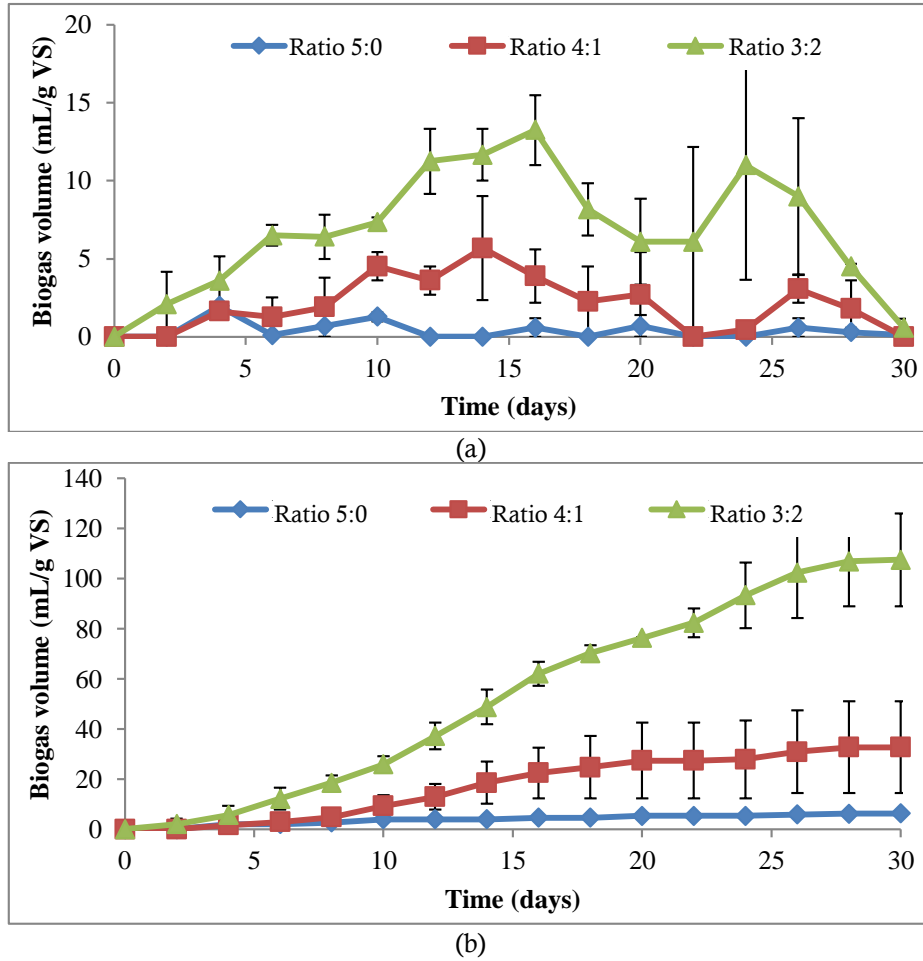 20
15
10
5
0
Biogas volume (mL/g VS)
Ratio 5:0 Ratio 4:1 Ratio 3:2
0 5 10 15 20 25 30
Time (days)
(a)
140
120
100
80
60
40
20
0
Biogas volume (mL/g VS)
Ratio 5:0 Ratio 4:1 Ratio 3:2
0 5 10 15 20 25 30
Time (days)
(b)